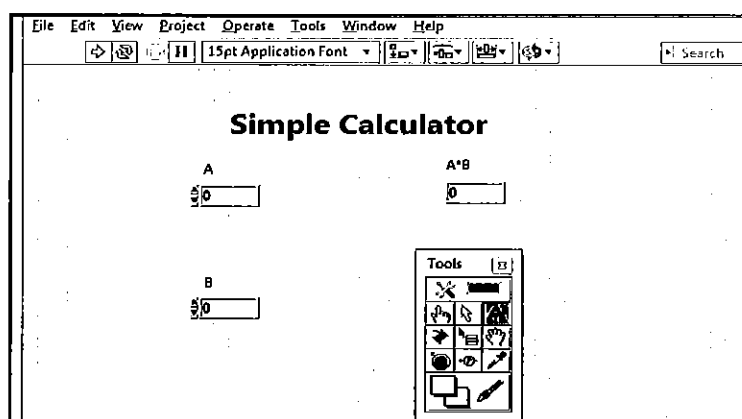 File Edit View Project Operate Tools Window Help
15pt Application Font Search
Simple Calculator
A A*B
0 0
Tools
B
0